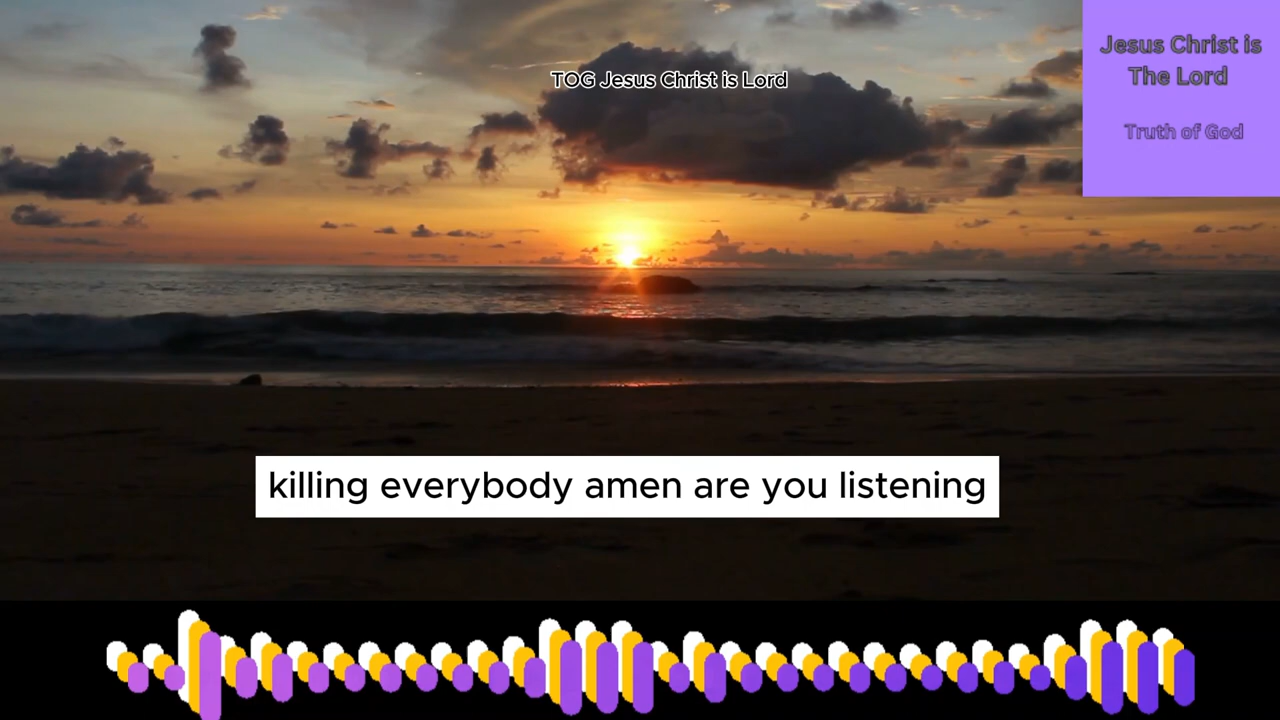 Jesus Christ is
The Lord
Truth of God
TOG Jesus Christ is Lord
killing everybody amen are you listening